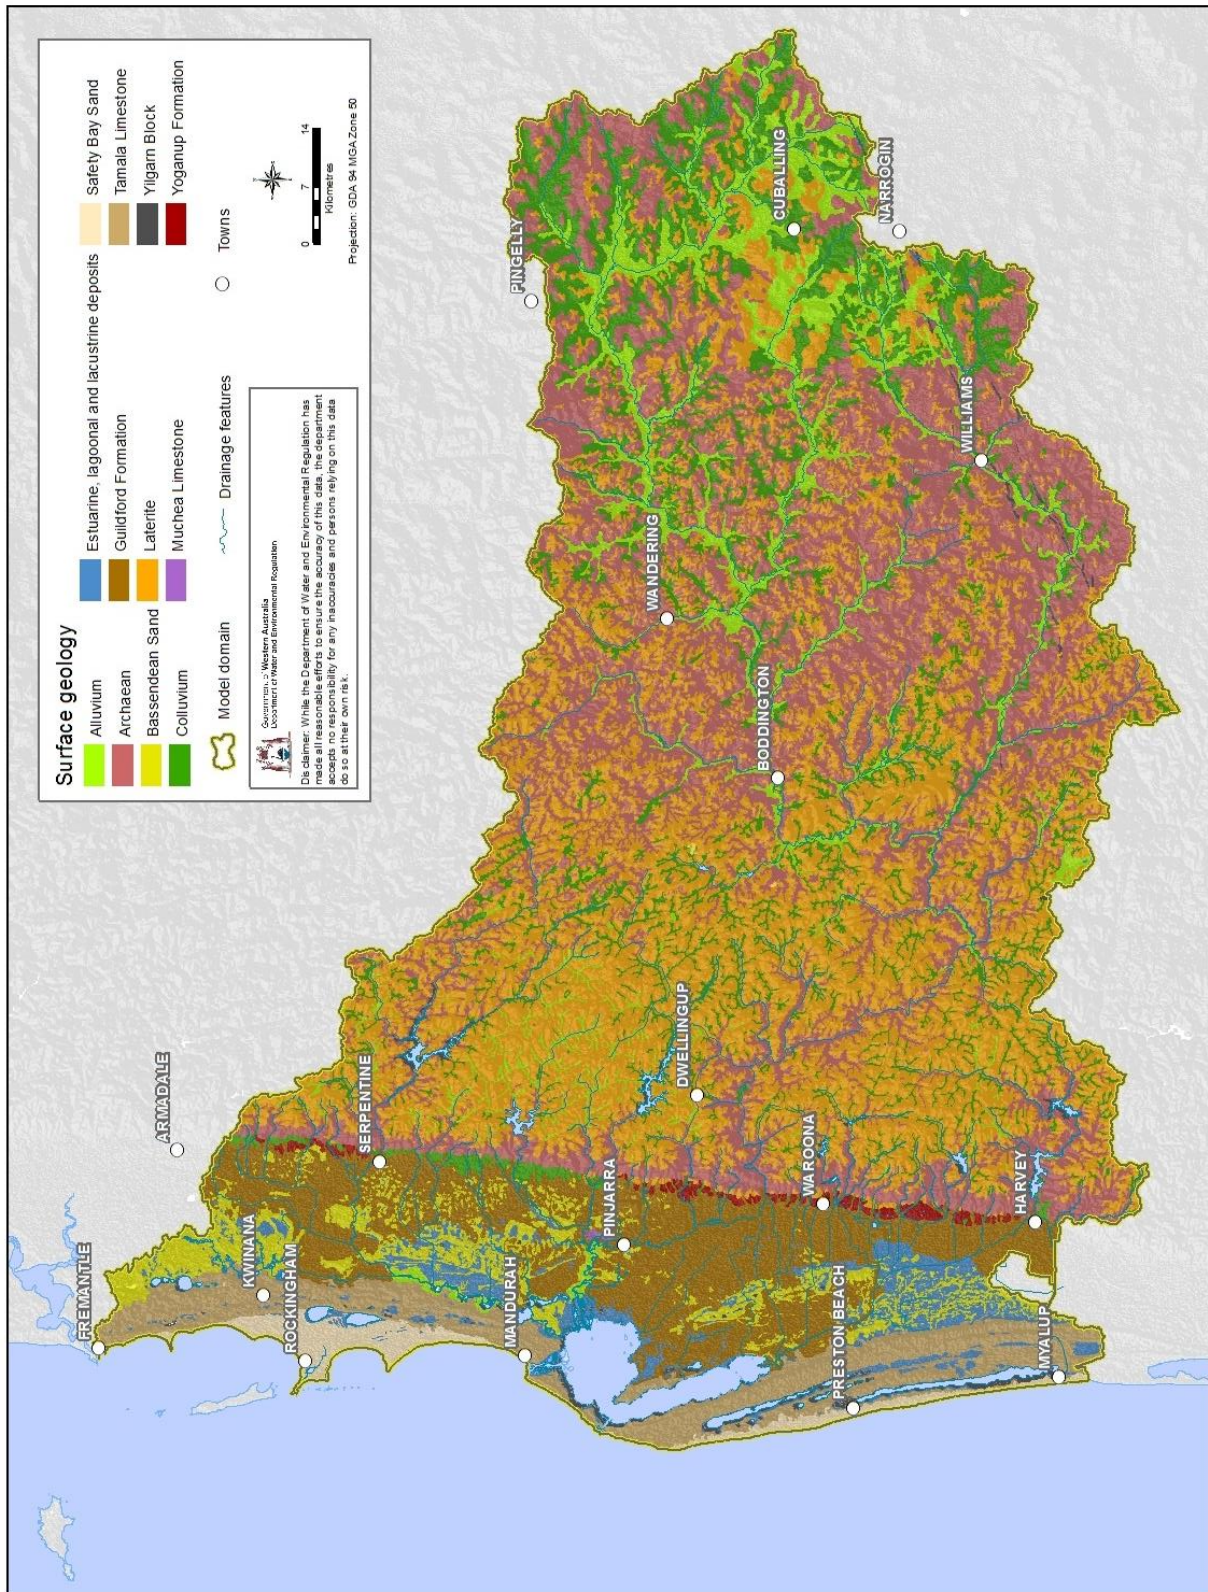 Surface geology
Alluvium
Archaean
Bassendean Sand
Colluvium
Estuarine, lagoonal and lacustrine deposits
Guildford Formation
Laterite
Muchea Limestone
Safety Bay Sand
Tamala Limestone
Yilgarn Block
Yoganup Formation
Model domain
Drainage features
Towns
Government of Western Australia
Department of Water and Environmental Regulation
Disclaimer: While the Department of Water and Environmental Regulation has
made all reasonable efforts to ensure the accuracy of this data, the department
accepts no responsibility for any inaccuracies and persons relying on this data
do so at their own risk.
0 7 14
Kilometres
Projection: GDA 94 MGA Zone 50
FREMANTLE
ARMADALE
KWINANA
ROCKINGHAM
SERPENTINE
MANDURAH
PINJARRA
DWELLINGUP
WAROONA
PRESTON BEACH
HARVEY
MYALUP
BODDINGTON
WANDERING
PINGELLY
CUBALLING
NARROGIN
WILLIAMS